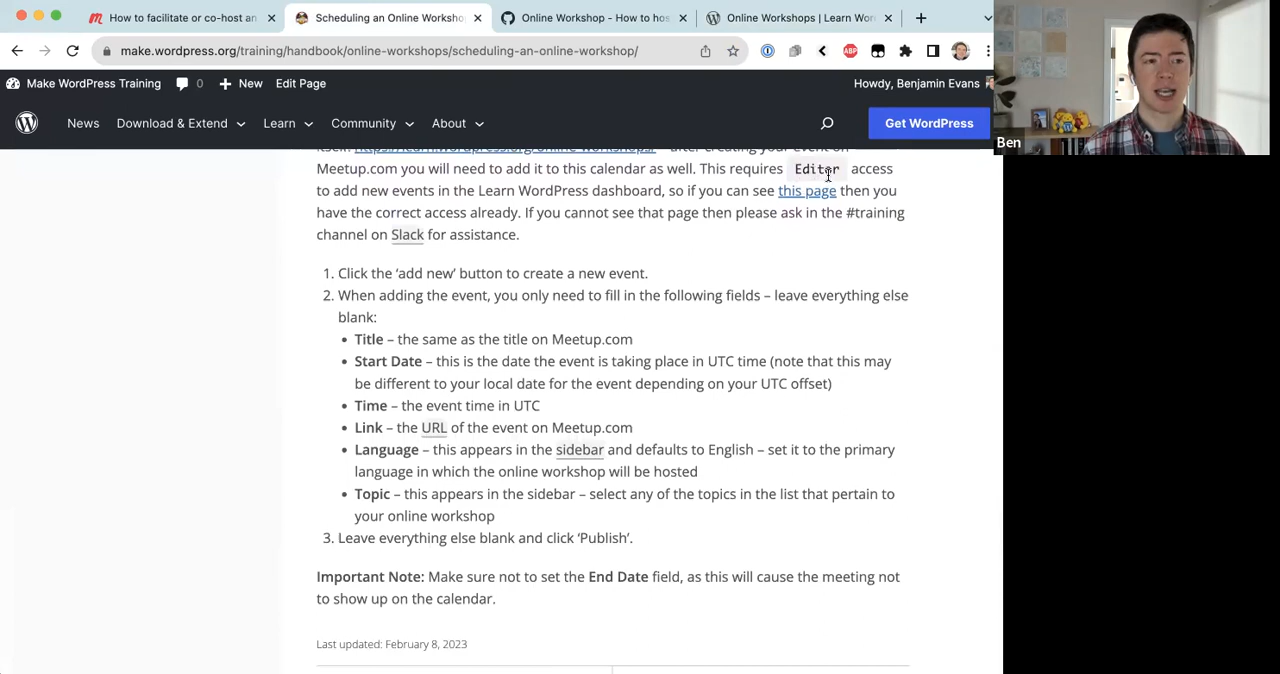 How to facilitate or co-host an
Scheduling an Online Worksho
Online Workshop - How to hos
Online Workshops | Learn Wor
make.wordpress.org/training/handbook/online-workshops/scheduling-an-online-workshop/
ABP
Make WordPress Training
0
New
Edit Page
Howdy, Benjamin Evans
News
Download & Extend
Learn
Community
About
Get WordPress
Ben
itself: https://learn.wordpress.org/online-workshops/ – after creating your event on
Meetup.com you will need to add it to this calendar as well. This requires Editor access
to add new events in the Learn WordPress dashboard, so if you can see this page then you
have the correct access already. If you cannot see that page then please ask in the #training
channel on Slack for assistance.
1. Click the ‘add new’ button to create a new event.
2. When adding the event, you only need to fill in the following fields – leave everything else
blank:
• Title – the same as the title on Meetup.com
• Start Date – this is the date the event is taking place in UTC time (note that this may
be different to your local date for the event depending on your UTC offset)
• Time – the event time in UTC
• Link – the URL of the event on Meetup.com
• Language – this appears in the sidebar and defaults to English – set it to the primary
language in which the online workshop will be hosted
• Topic – this appears in the sidebar – select any of the topics in the list that pertain to
your online workshop
3. Leave everything else blank and click ‘Publish’.
Important Note: Make sure not to set the End Date field, as this will cause the meeting not
to show up on the calendar.
Last updated: February 8, 2023